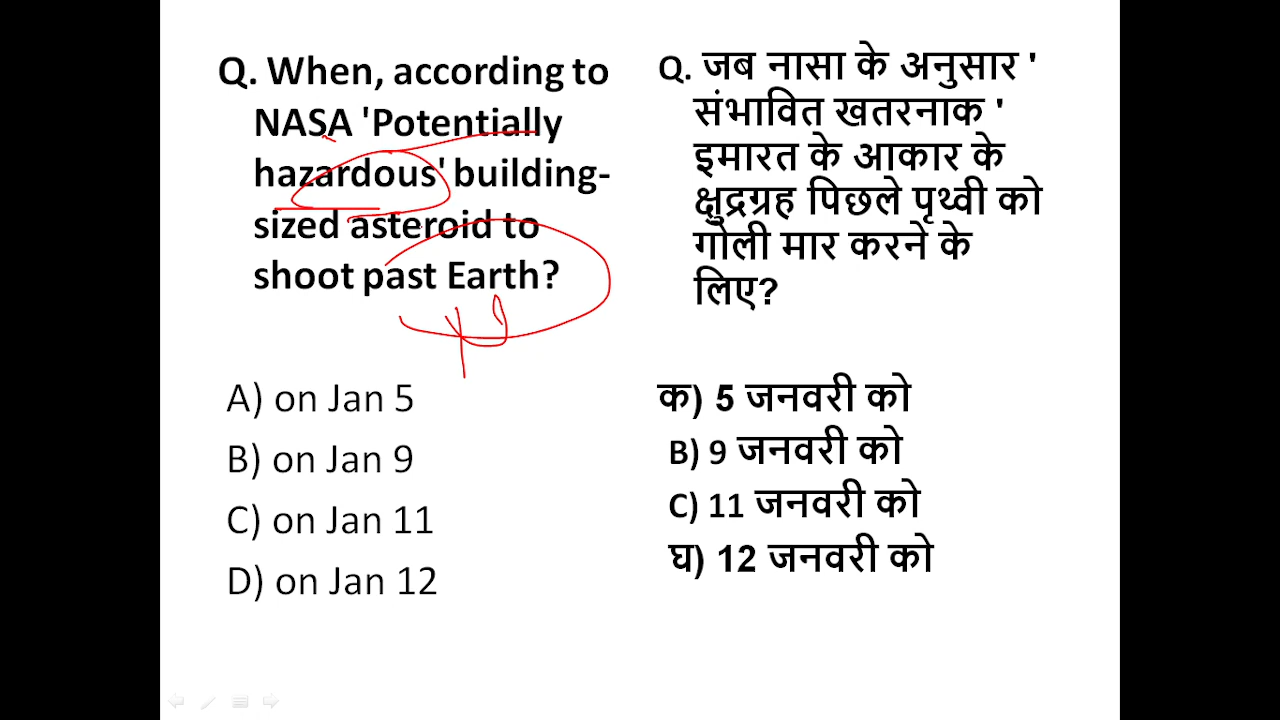 Q. When, according to
NASA 'Potentially
hazardous' building-
sized asteroid to
shoot past Earth?
A) on Jan 5
B) on Jan 9
C) on Jan 11
D) on Jan 12
Q. जब नासा के अनुसार '
संभावित खतरनाक '
इमारत के आकार के
क्षुद्रग्रह पिछले पृथ्वी को
गोली मार करने के
लिए?
क) 5 जनवरी को
B) 9 जनवरी को
C) 11 जनवरी को
घ) 12 जनवरी को